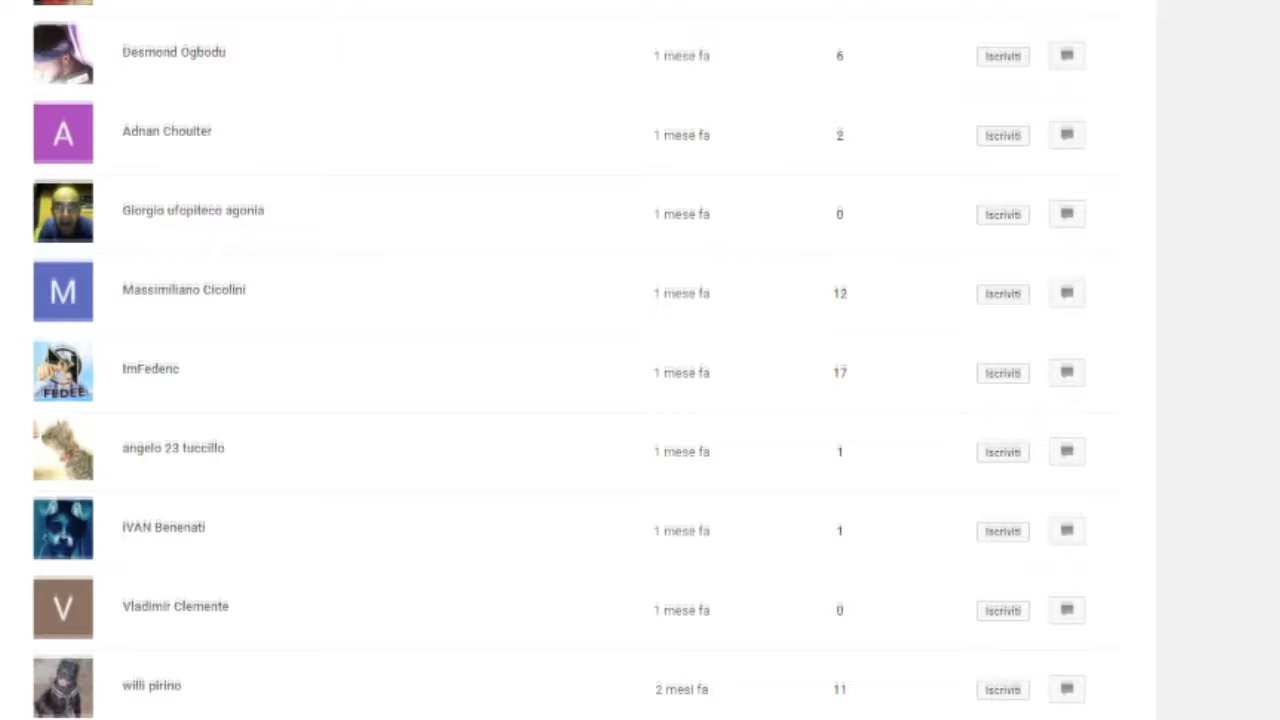 Desmond Ogbodu 1 mese fa 6 Iscriviti
A Adnan Chouiter 1 mese fa 2 Iscriviti
Giorgio ufopiteco agonia 1 mese fa 0 Iscriviti
M Massimiliano Cicolini 1 mese fa 12 Iscriviti
ImFederic 1 mese fa 17 Iscriviti
FEDEE
angelo 23 tuccillo 1 mese fa 1 Iscriviti
IVAN Benenati 1 mese fa 1 Iscriviti
V Vladimir Clemente 1 mese fa 0 Iscriviti
willi pirino 2 mesi fa 11 Iscriviti